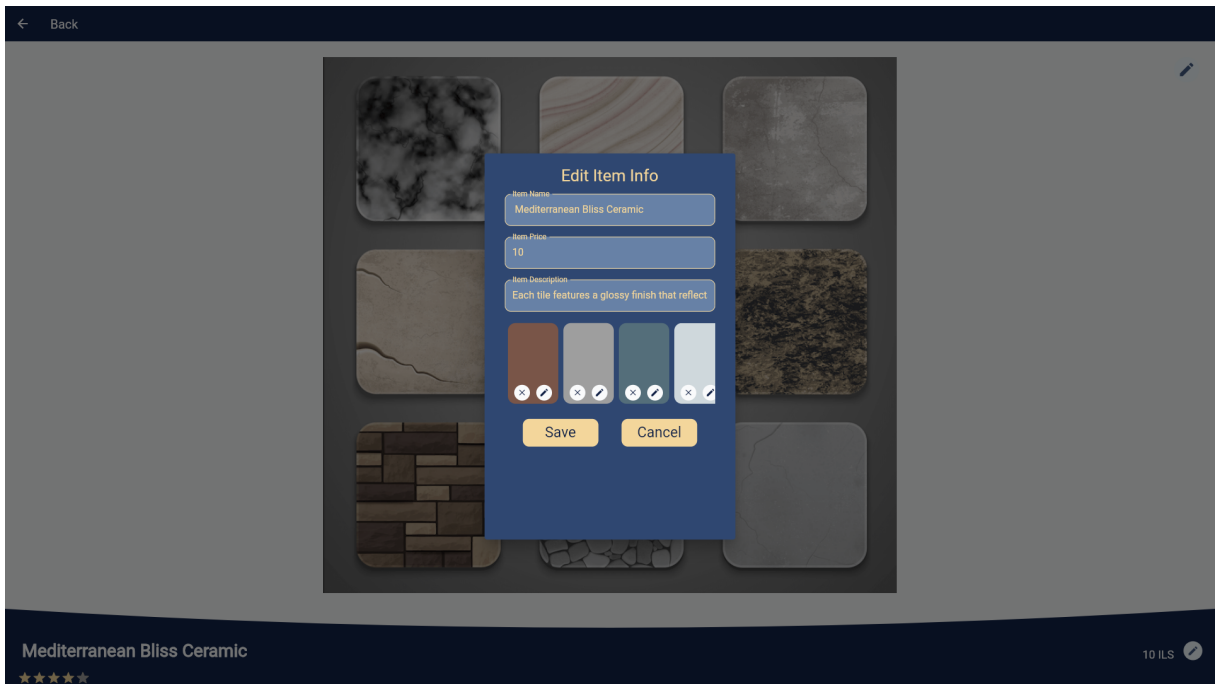 Back
Edit Item Info
Item Name
Mediterranean Bliss Ceramic
Item Price
10
Item Description
Each tile features a glossy finish that reflect
Save
Cancel
Mediterranean Bliss Ceramic
10 ILS